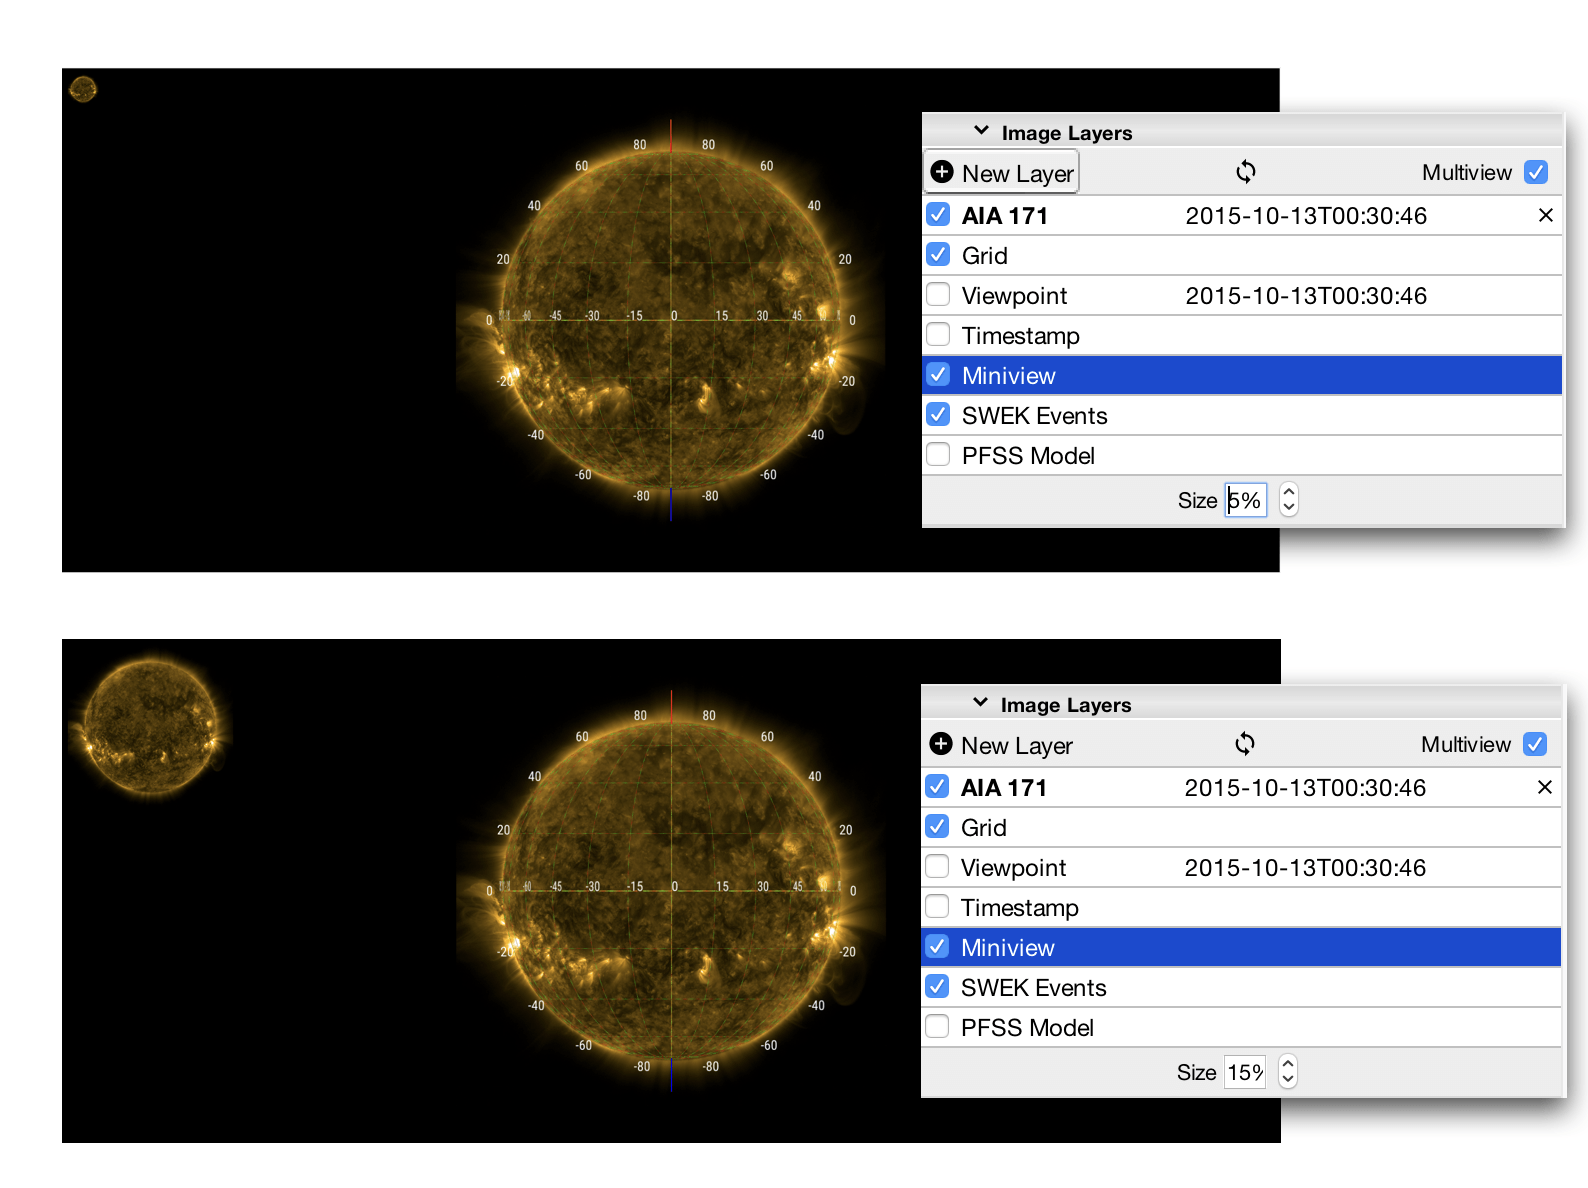 Image Layers
New Layer
Multiview
AIA 171 2015-10-13T00:30:46
Grid
Viewpoint 2015-10-13T00:30:46
Timestamp
Miniview
SWEK Events
PFSS Model
Size 5%
80 80
60 60
40 40
20 20
0 -60 -45 -30 -15 0 15 30 45 0
-20 -20
-40 -40
-60 -60
-80 -80
Image Layers
New Layer
Multiview
AIA 171 2015-10-13T00:30:46
Grid
Viewpoint 2015-10-13T00:30:46
Timestamp
Miniview
SWEK Events
PFSS Model
Size 15%
80 80
60 60
40 40
20 20
0 -60 -45 -30 -15 0 15 30 45 0
-20 -20
-40 -40
-60 -60
-80 -80